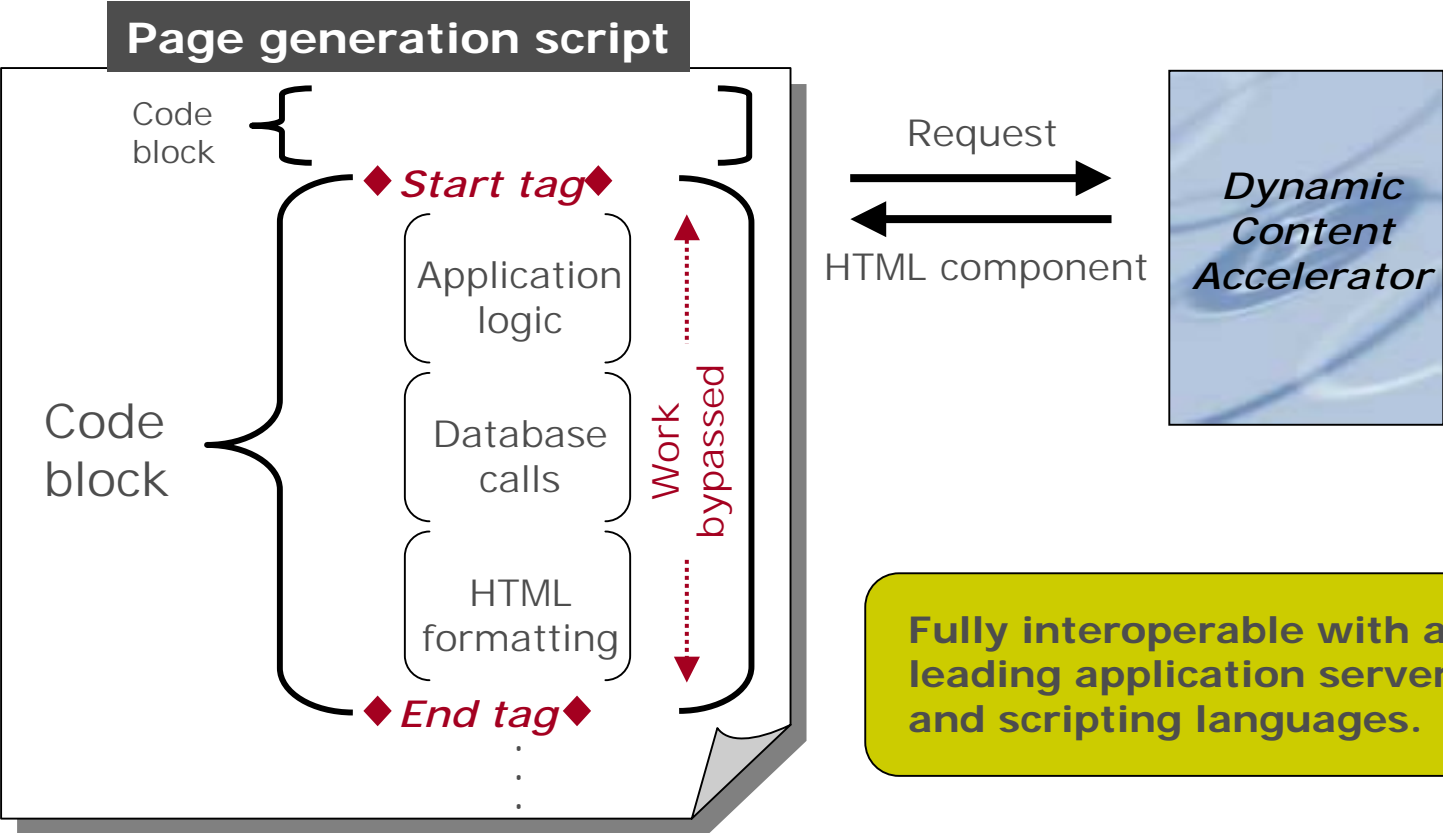 Page generation script
Code
block
Start tag
Application
logic
Database
calls
HTML
formatting
Work
bypassed
Code
block
End tag
Request
HTML component
Dynamic
Content
Accelerator
Fully interoperable with
leading application server
and scripting languages.